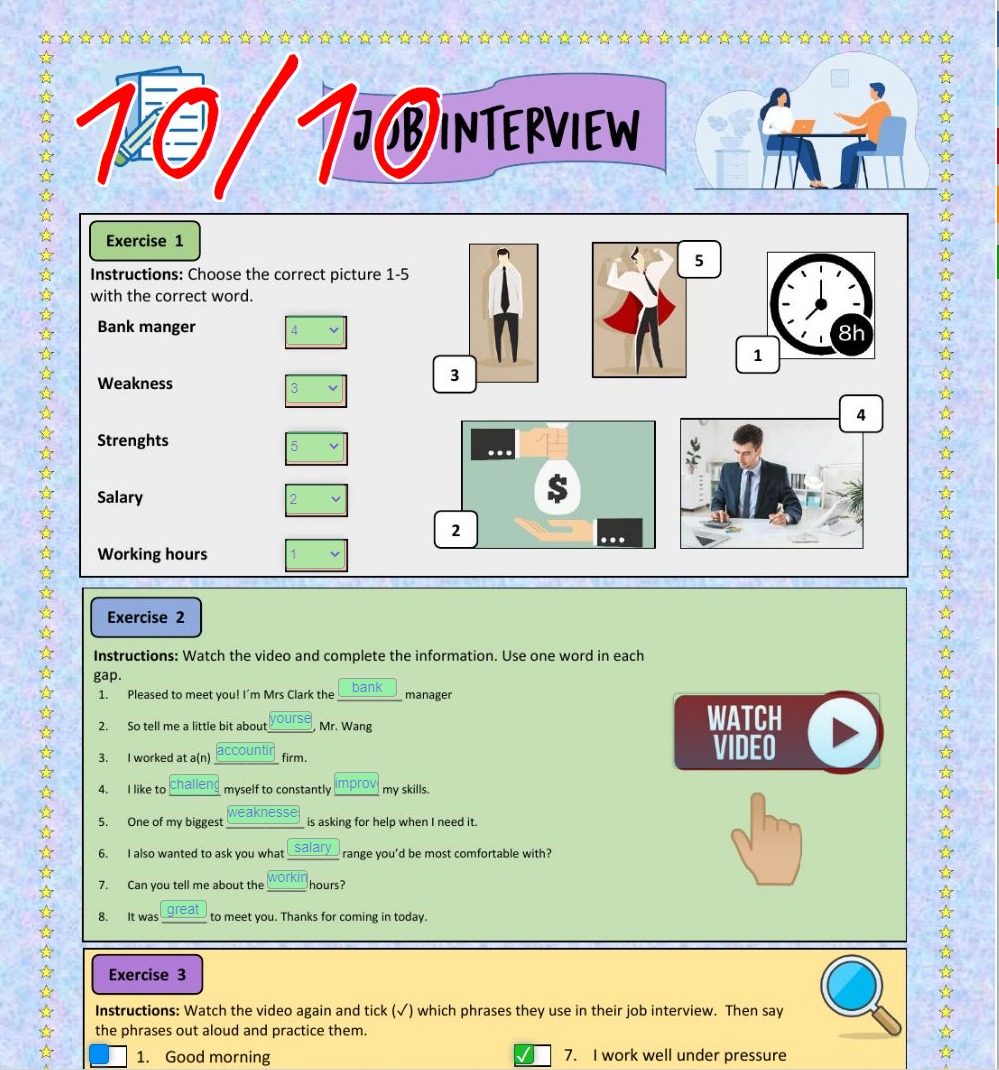 10/10
JOB INTERVIEW
Exercise 1
Instructions: Choose the correct picture 1-5
with the correct word.
Bank manger 4
Weakness 3
Strenghts 5
Salary 2
Working hours 1
3
5
1
8h
2
$
4
Exercise 2
Instructions: Watch the video and complete the information. Use one word in each
gap.
1. Pleased to meet you! I´m Mrs Clark the bank manager
2. So tell me a little bit about yourse, Mr. Wang
3. I worked at a(n) accountin firm.
4. I like to challeng myself to constantly improv my skills.
5. One of my biggest weaknesse is asking for help when I need it.
6. I also wanted to ask you what salary range you’d be most comfortable with?
7. Can you tell me about the workin hours?
8. It was great to meet you. Thanks for coming in today.
WATCH
VIDEO
Exercise 3
Instructions: Watch the video again and tick (✓) which phrases they use in their job interview. Then say
the phrases out aloud and practice them.
1. Good morning
✓ 7. I work well under pressure